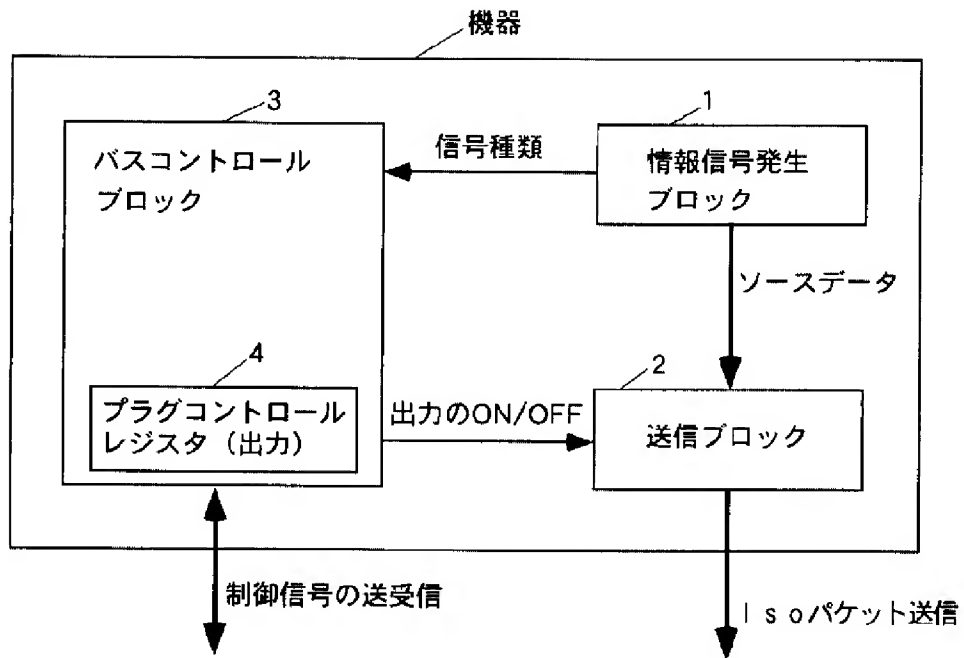 機器
3
1
バスコントロール
ブロック
信号種類
情報信号発生
ブロック
ソースデータ
4
2
プラグコントロール
レジスタ（出力）
出力のON/OFF
送信ブロック
制御信号の送受信
Ｉｓｏパケット送信